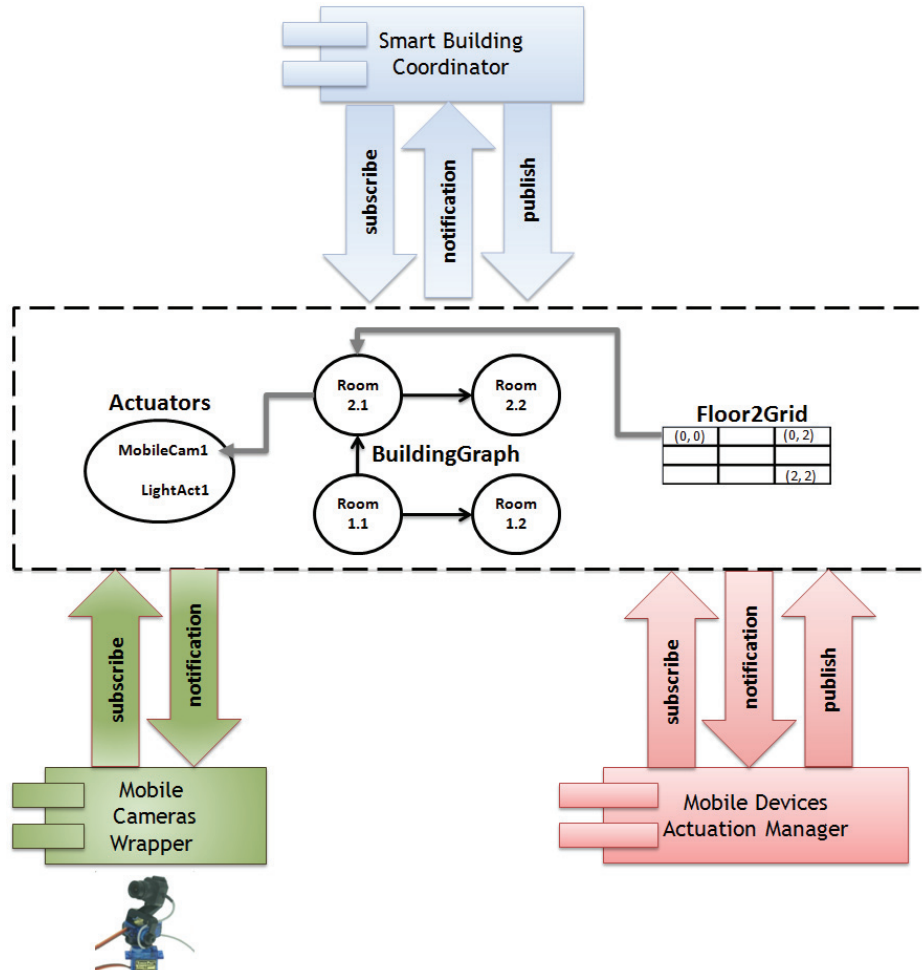 Smart Building
Coordinator
subscribe
notification
publish
Actuators
MobileCam1
LightAct1
Room
2.1
Room
2.2
BuildingGraph
Room
1.1
Room
1.2
Floor2Grid
(0, 0)
(0, 2)
(2, 2)
subscribe
notification
subscribe
notification
publish
Mobile
Cameras
Wrapper
Mobile Devices
Actuation Manager